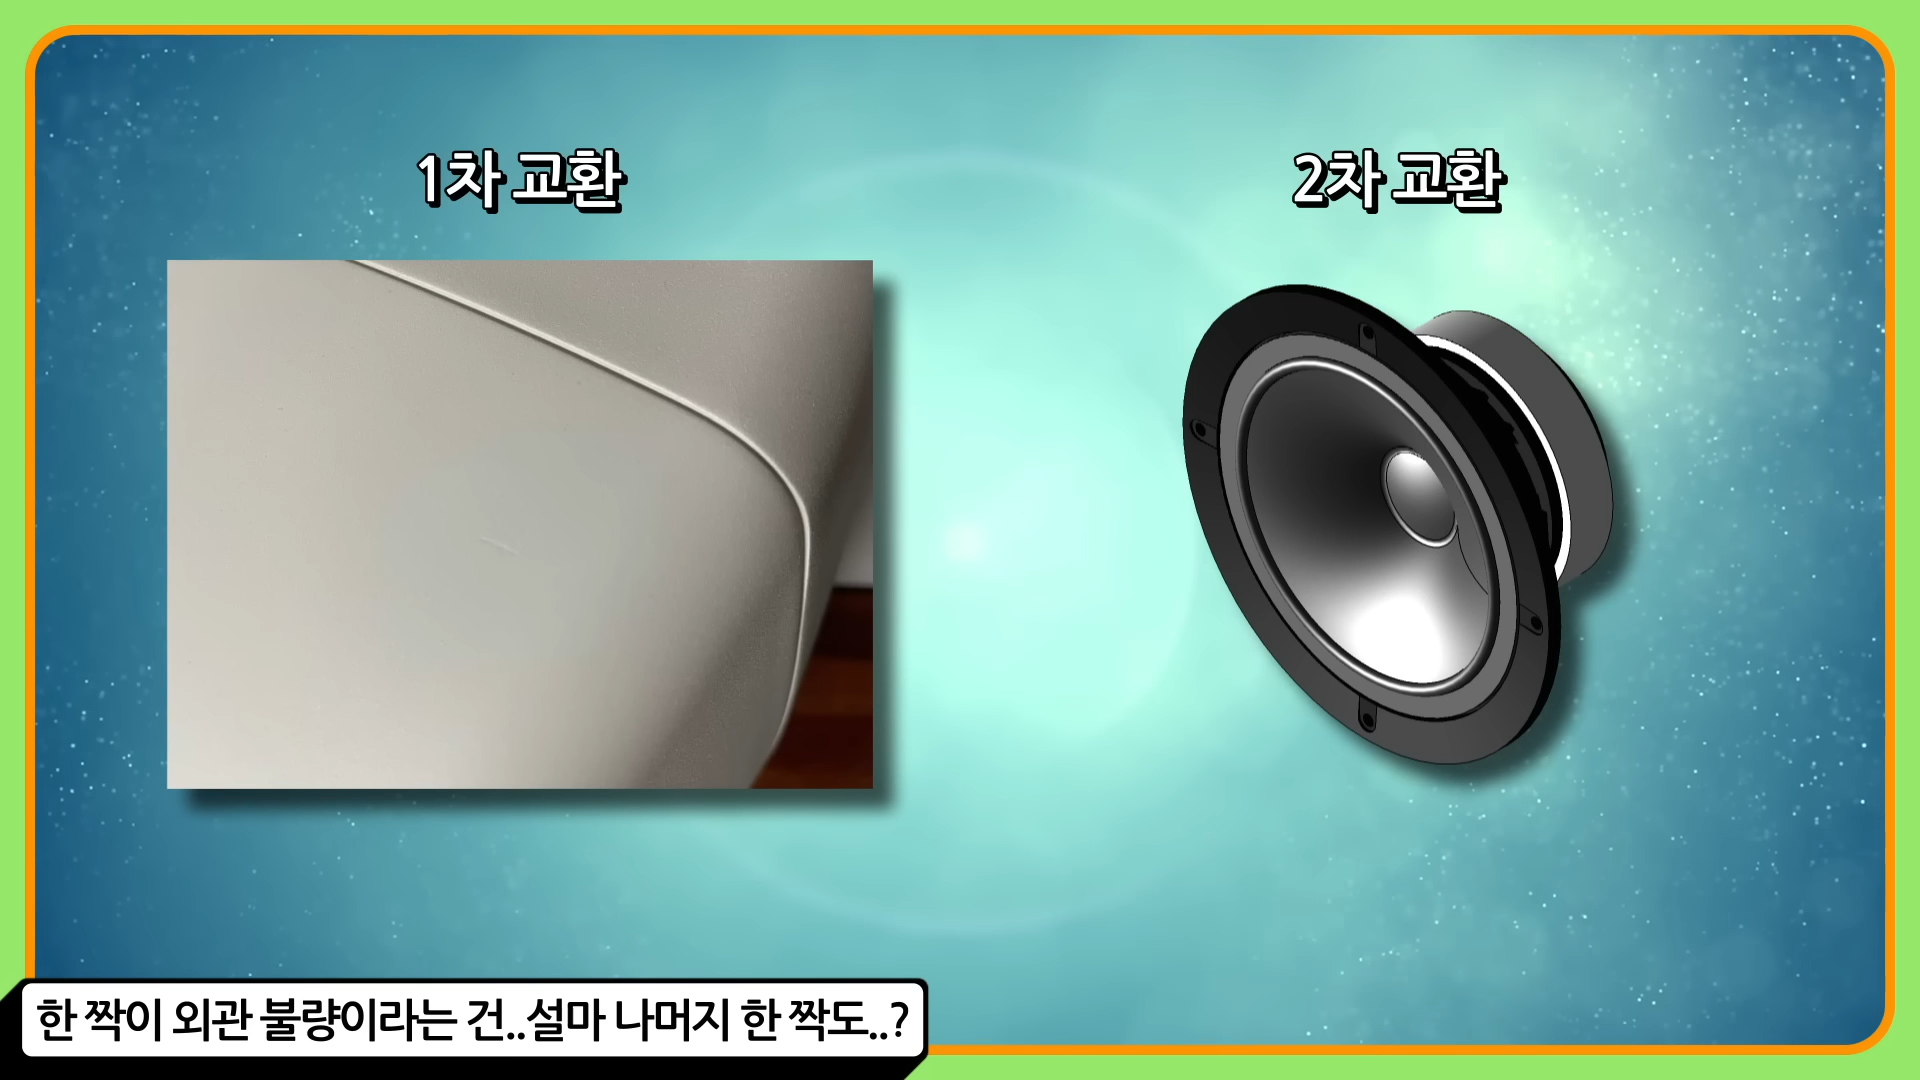 1차 교환
2차 교환
한 짝이 외관 불량이라는 건..설마 나머지 한 짝도..?